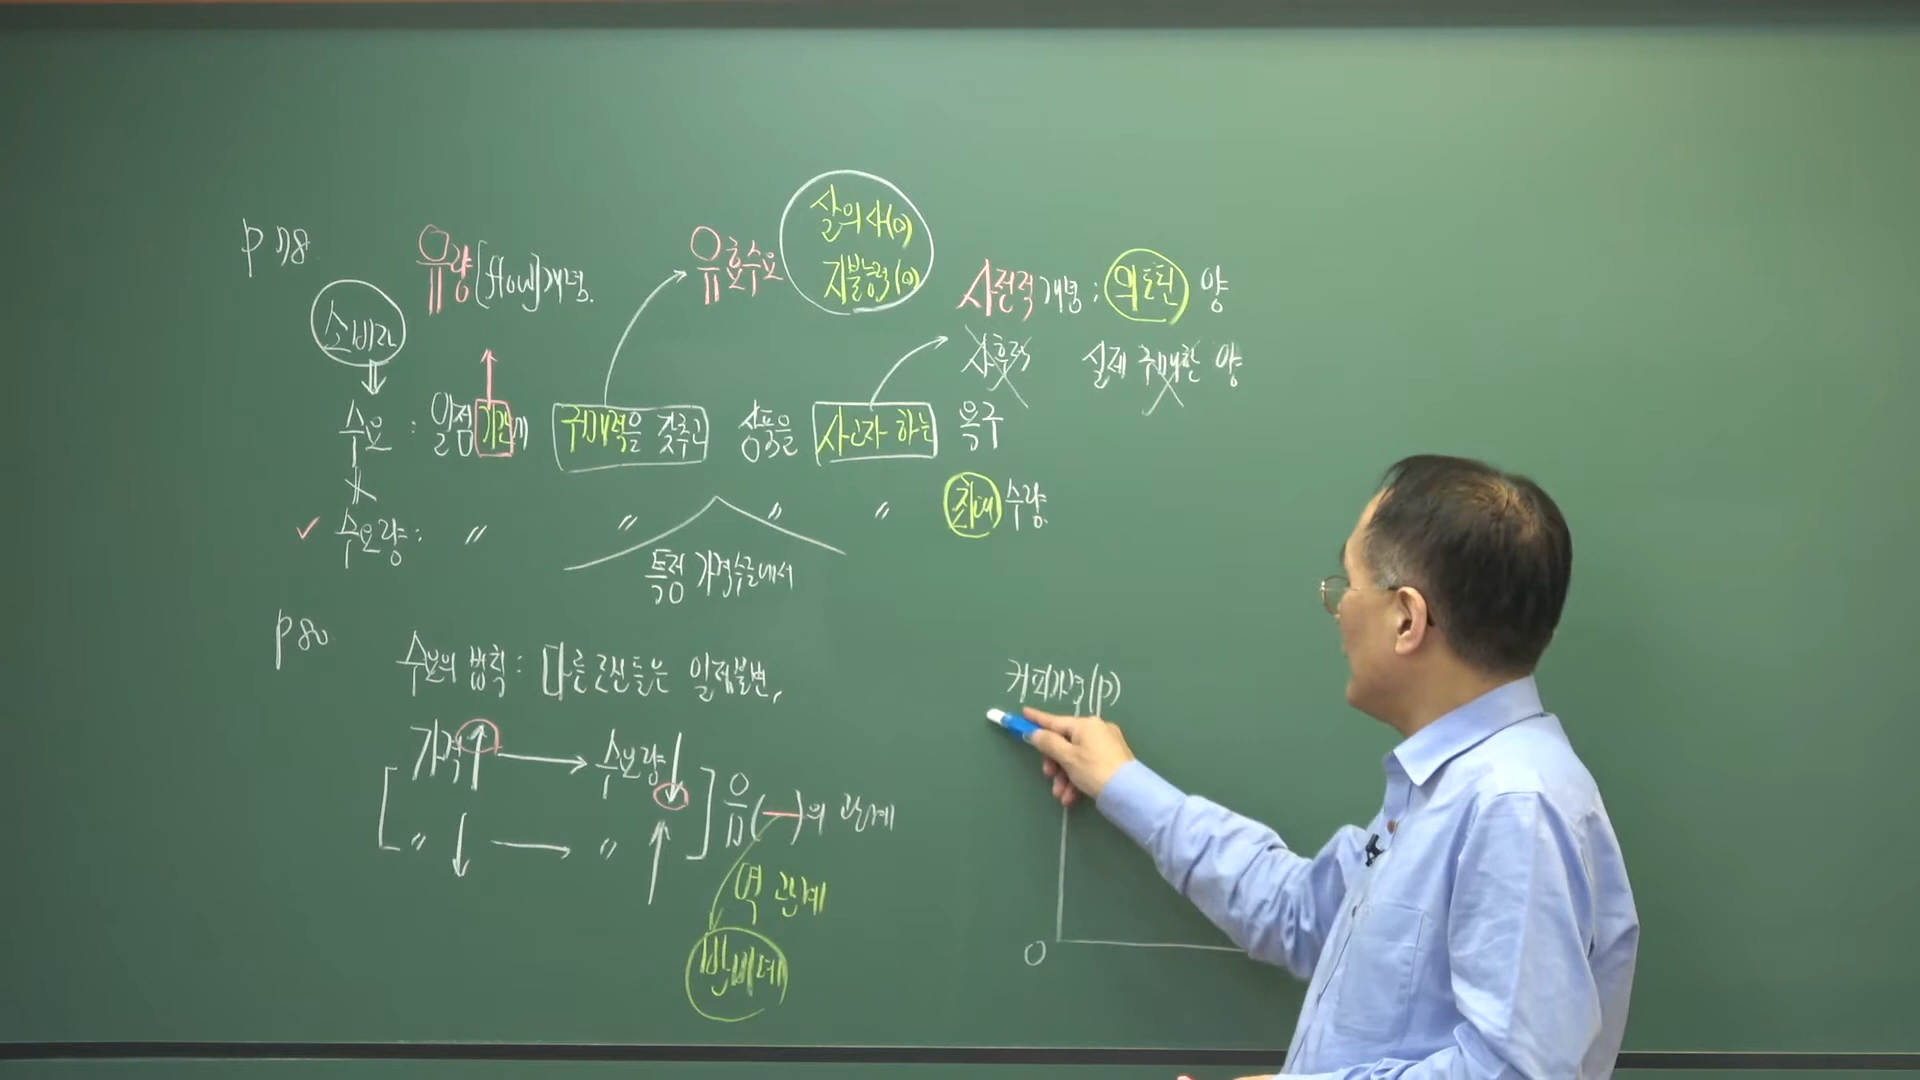 p 78
유량(flow)개념.
유효수요
살의사(o)
지불능력(o)
사전적 개념 : 의도된 양
사후적 실제 구매한 양
소비자
수요 : 일정기간에 구매력을 갖추고 상품을 사고자 하는 욕구
수요량 : 〃 〃 〃 〃 최대수량.
특정 가격수준에서
p 80
수요의 법칙 : 다른조건들은 일정불변,
가격↑ → 수요량↓
〃 ↓ → 〃 ↑
음(-)의 관계
역 관계
반비례
커피가격(p)
0